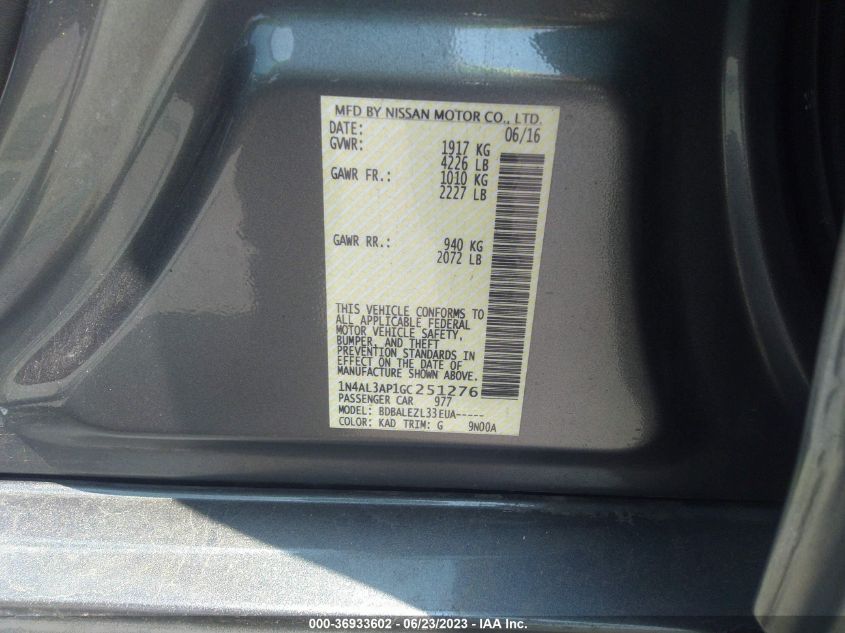 MFD BY NISSAN MOTOR CO., LTD.
DATE: 06/16
GVWR: 1917 KG
4226 LB
GAWR FR.: 1010 KG
2227 LB
GAWR RR.: 940 KG
2072 LB
THIS VEHICLE CONFORMS TO
ALL APPLICABLE FEDERAL
MOTOR VEHICLE SAFETY,
BUMPER, AND THEFT
PREVENTION STANDARDS IN
EFFECT ON THE DATE OF
MANUFACTURE SHOWN ABOVE.
1N4AL3AP1GC251276
PASSENGER CAR 977
MODEL: BDBALEZL33EUA-----
COLOR: KAD TRIM: G 9N00A
000-36933602 - 06/23/2023 - IAA Inc.